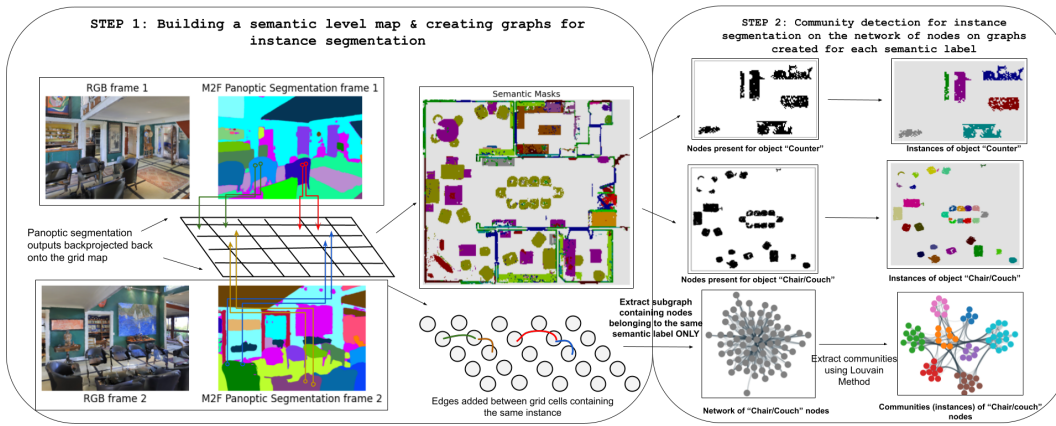 STEP 1: Building a semantic level map & creating graphs for
instance segmentation
RGB frame 1
M2F Panoptic Segmentation frame 1
Panoptic segmentation
outputs backprojected back
onto the grid map
RGB frame 2
M2F Panoptic Segmentation frame 2
Semantic Masks
Edges added between grid cells containing
the same instance
Extract subgraph
containing nodes
belonging to the same
semantic label ONLY
STEP 2: Community detection for instance
segmentation on the network of nodes on graphs
created for each semantic label
Nodes present for object “Counter”
Instances of object “Counter”
Nodes present for object “Chair/Couch”
Instances of object “Chair/Couch”
Network of “Chair/Couch” nodes
Extract communities
using Louvain
Method
Communities (instances) of “Chair/couch”
nodes